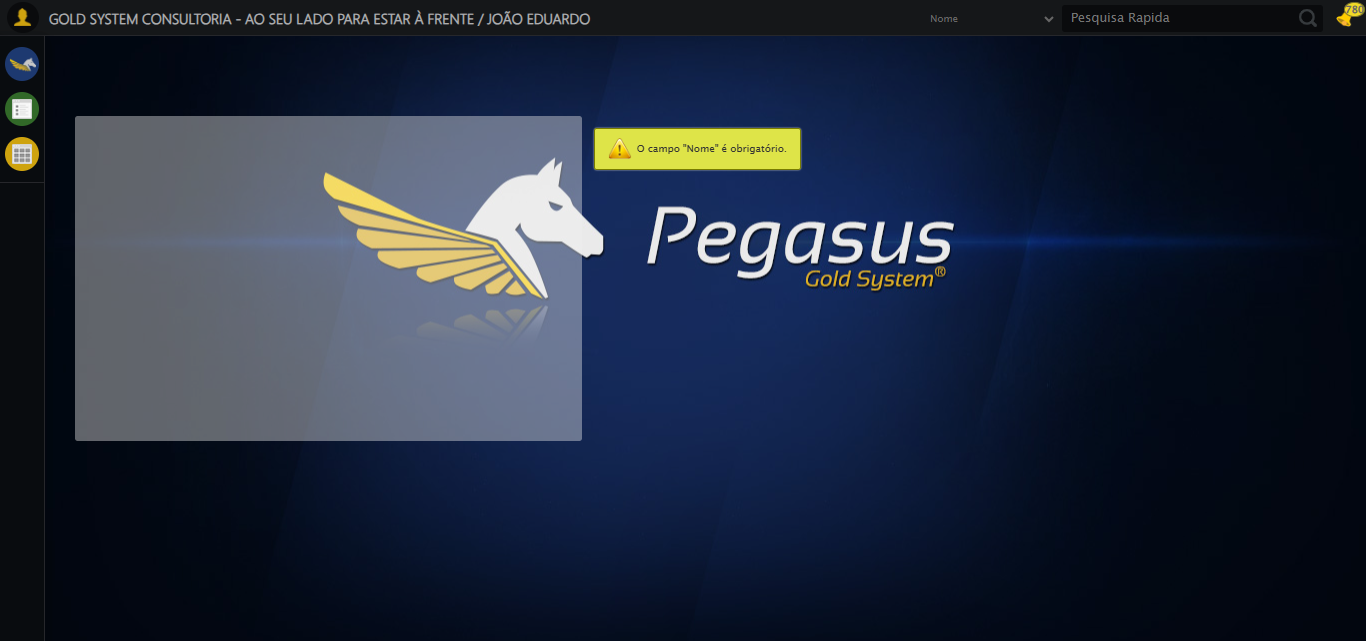 GOLD SYSTEM CONSULTORIA - AO SEU LADO PARA ESTAR À FRENTE / JOÃO EDUARDO
Nome
Pesquisa Rapida
780
O campo "Nome" é obrigatório.
Pegasus
Gold System®